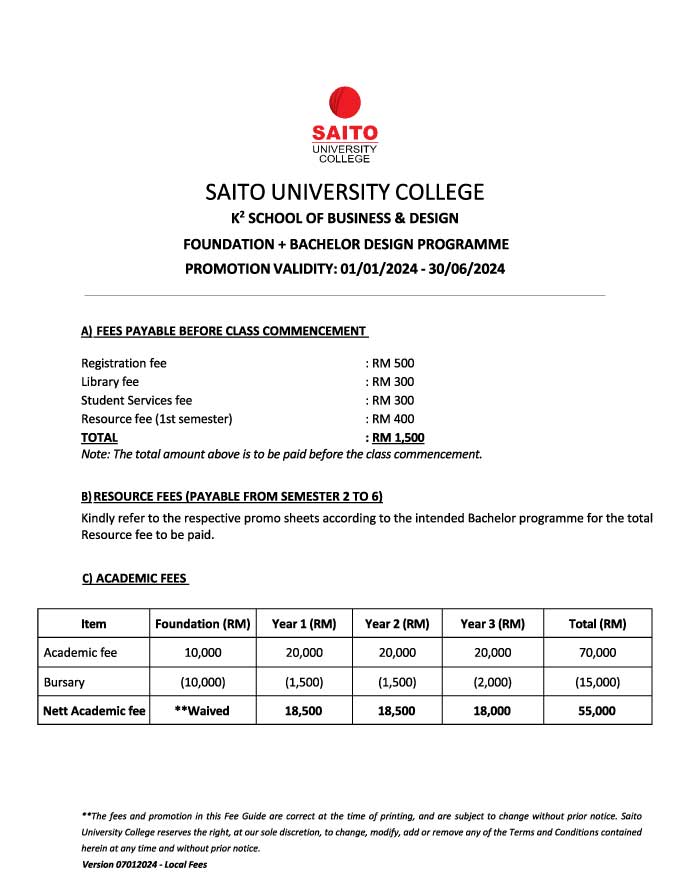 SAITO
UNIVERSITY
COLLEGE
SAITO UNIVERSITY COLLEGE
K² SCHOOL OF BUSINESS & DESIGN
FOUNDATION + BACHELOR DESIGN PROGRAMME
PROMOTION VALIDITY: 01/01/2024 - 30/06/2024
A) FEES PAYABLE BEFORE CLASS COMMENCEMENT
Registration fee : RM 500
Library fee : RM 300
Student Services fee : RM 300
Resource fee (1st semester) : RM 400
TOTAL : RM 1,500
Note: The total amount above is to be paid before the class commencement.
B) RESOURCE FEES (PAYABLE FROM SEMESTER 2 TO 6)
Kindly refer to the respective promo sheets according to the intended Bachelor programme for the total
Resource fee to be paid.
C) ACADEMIC FEES
Item Foundation (RM) Year 1 (RM) Year 2 (RM) Year 3 (RM) Total (RM)
Academic fee 10,000 20,000 20,000 20,000 70,000
Bursary (10,000) (1,500) (1,500) (2,000) (15,000)
Nett Academic fee **Waived 18,500 18,500 18,000 55,000
**The fees and promotion in this Fee Guide are correct at the time of printing, and are subject to change without prior notice. Saito
University College reserves the right, at our sole discretion, to change, modify, add or remove any of the Terms and Conditions contained
herein at any time and without prior notice.
Version 07012024 - Local Fees